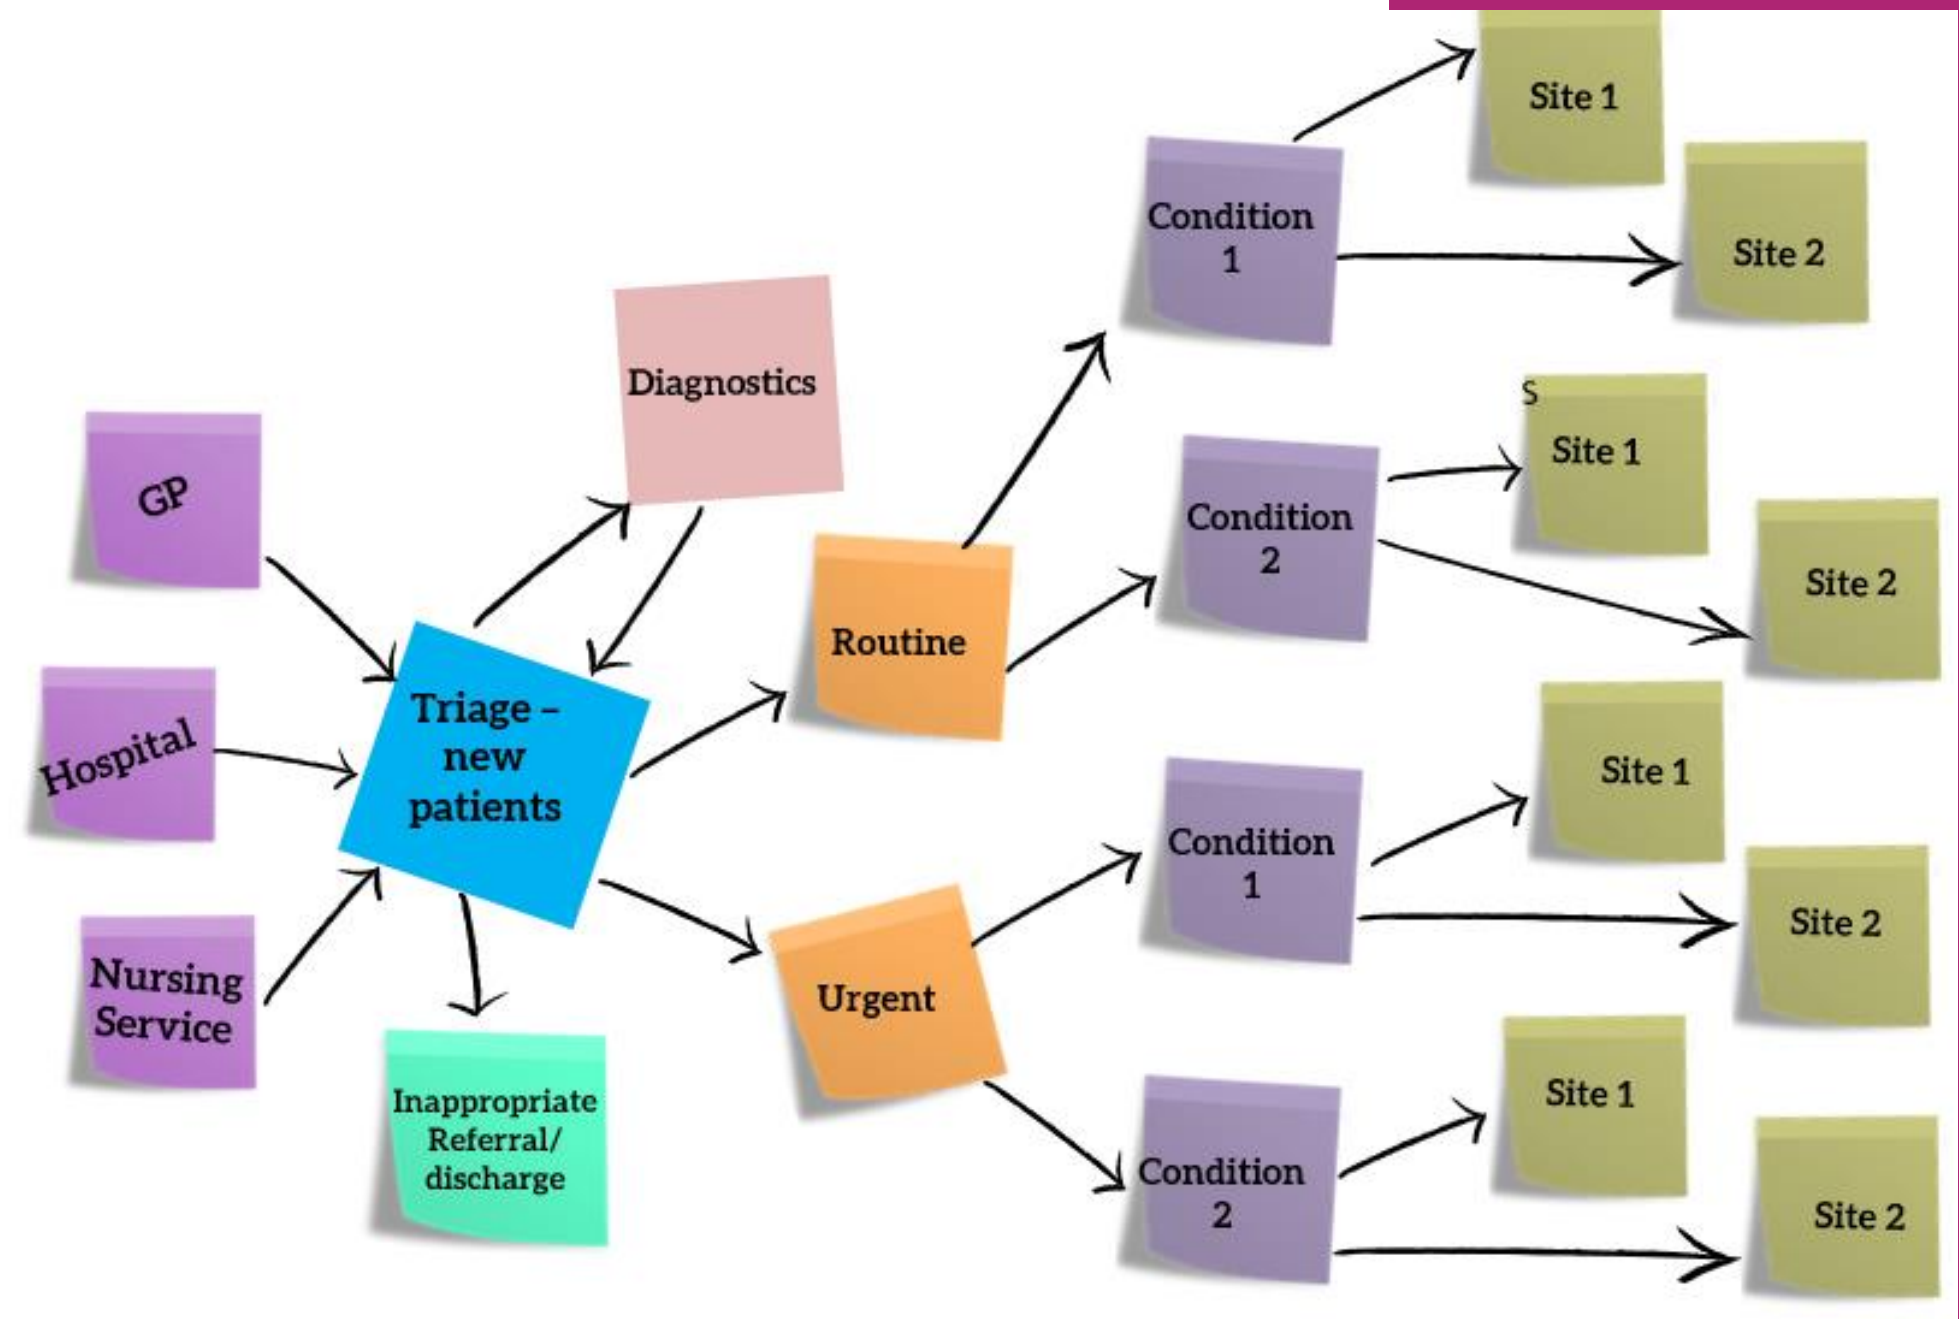 GP
Hospital
Nursing
Service
Triage –
new
patients
Diagnostics
Inappropriate
Referral/
discharge
Routine
Urgent
Condition
1
Site 1
Site 2
Condition
2
S
Site 1
Site 2
Condition
1
Site 1
Site 2
Condition
2
Site 1
Site 2